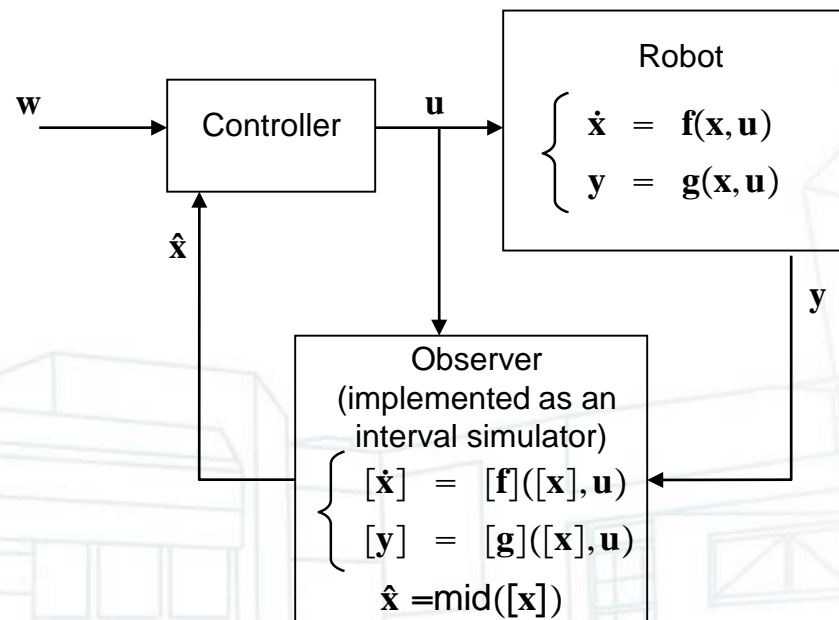 Robot
ẋ = f(x, u)
y = g(x, u)
w
Controller
u
x̂
y
Observer
(implemented as an
interval simulator)
[ẋ] = [f]([x], u)
[y] = [g]([x], u)
x̂ =mid([x])